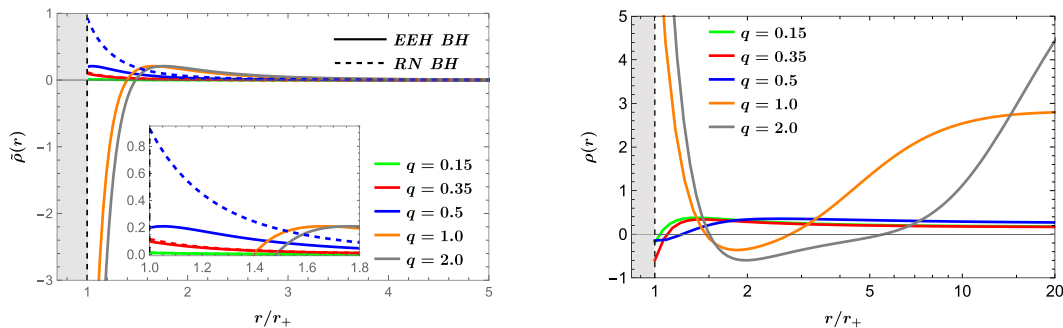 1
0
−1
−2
−3
ρ̃(r)
EEH BH
RN BH
0.8
0.6
0.4
0.2
0.0
1.0 1.2 1.4 1.6 1.8
q = 0.15
q = 0.35
q = 0.5
q = 1.0
q = 2.0
1 2 3 4 5
r/r₊
5
4
3
2
1
0
−1
ρ(r)
q = 0.15
q = 0.35
q = 0.5
q = 1.0
q = 2.0
1 2 5 10 20
r/r₊